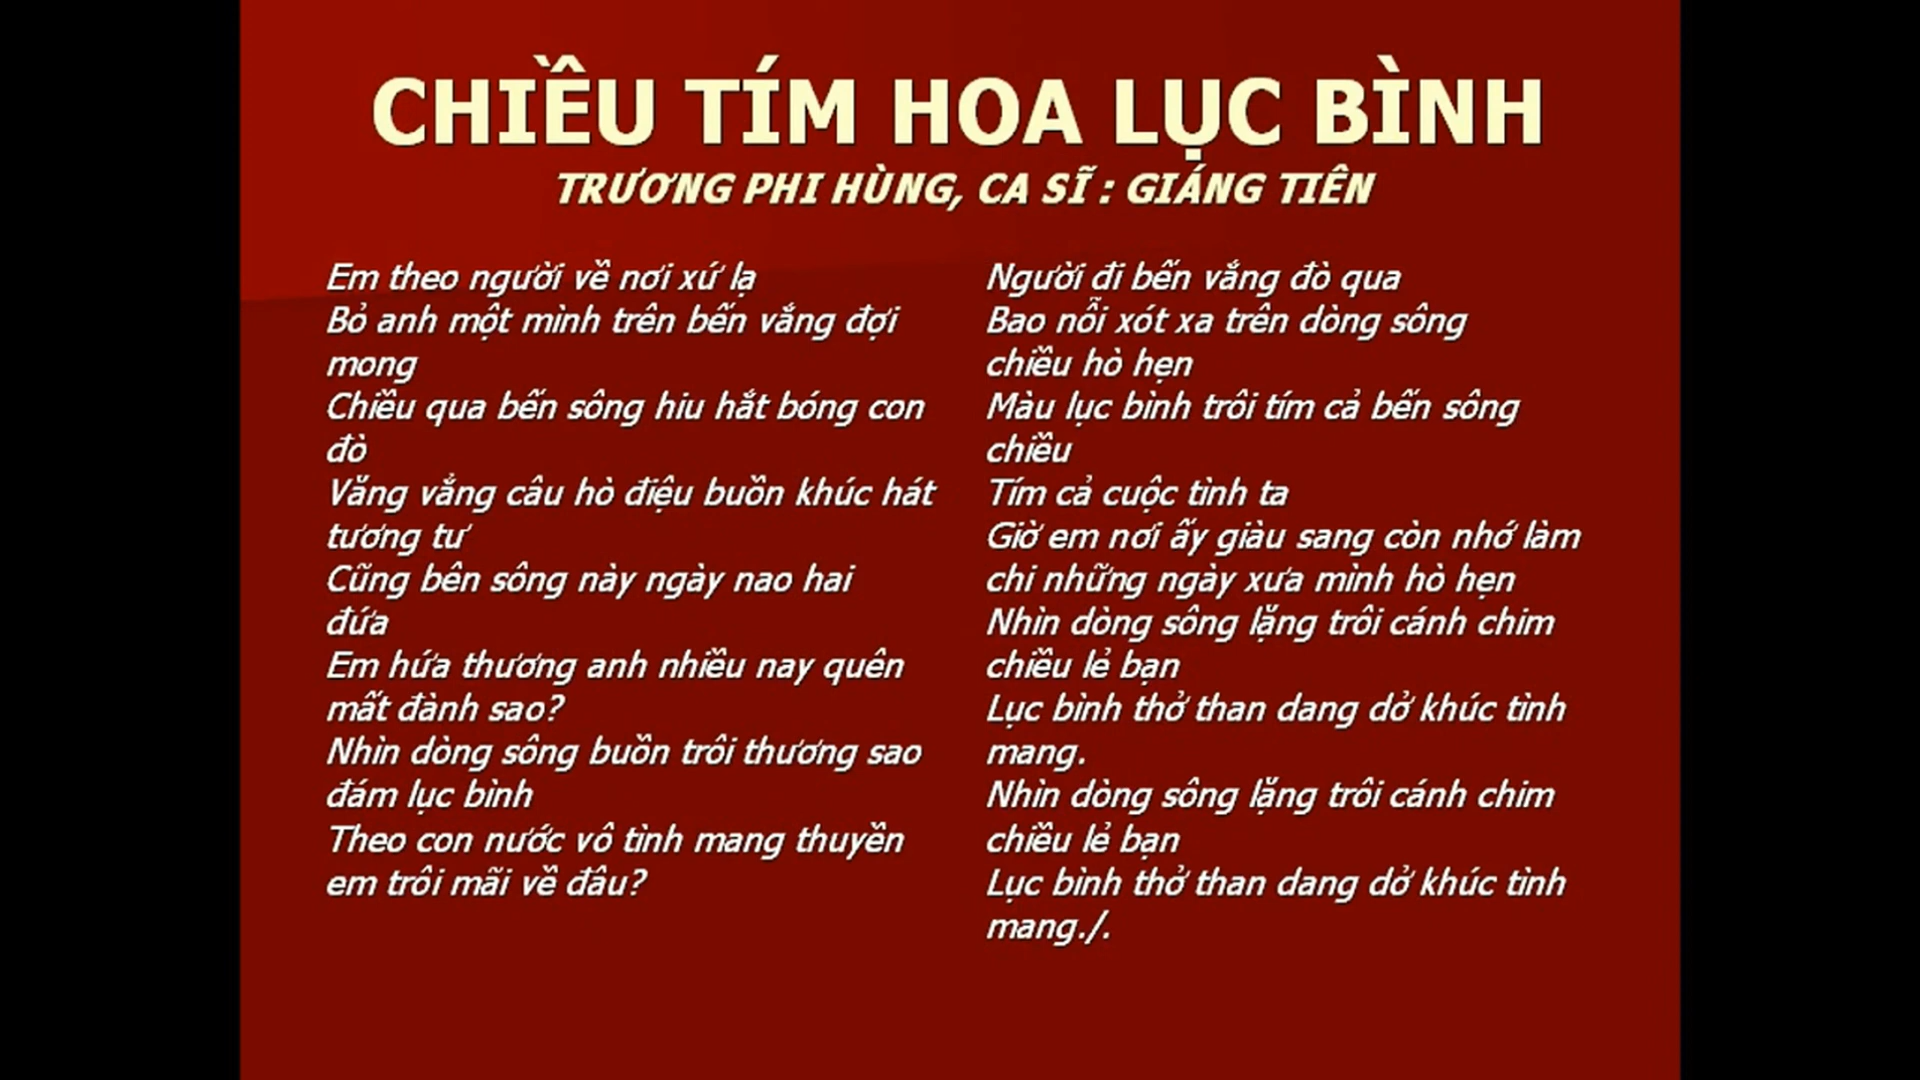 CHIỀU TÍM HOA LỤC BÌNH
TRƯƠNG PHI HÙNG, CA SĨ : GIÁNG TIÊN
Em theo người về nơi xứ lạ
Bỏ anh một mình trên bến vắng đợi
mong
Chiều qua bến sông hiu hắt bóng con
đò
Văng vẳng câu hò điệu buồn khúc hát
tương tư
Cũng bên sông này ngày nao hai
đứa
Em hứa thương anh nhiều nay quên
mất đành sao?
Nhìn dòng sông buồn trôi thương sao
đám lục bình
Theo con nước vô tình mang thuyền
em trôi mãi về đâu?
Người đi bến vắng đò qua
Bao nỗi xót xa trên dòng sông
chiều hò hẹn
Màu lục bình trôi tím cả bến sông
chiều
Tím cả cuộc tình ta
Giờ em nơi ấy giàu sang còn nhớ làm
chi những ngày xưa mình hò hẹn
Nhìn dòng sông lặng trôi cánh chim
chiều lẻ bạn
Lục bình thở than dang dở khúc tình
mang.
Nhìn dòng sông lặng trôi cánh chim
chiều lẻ bạn
Lục bình thở than dang dở khúc tình
mang./.